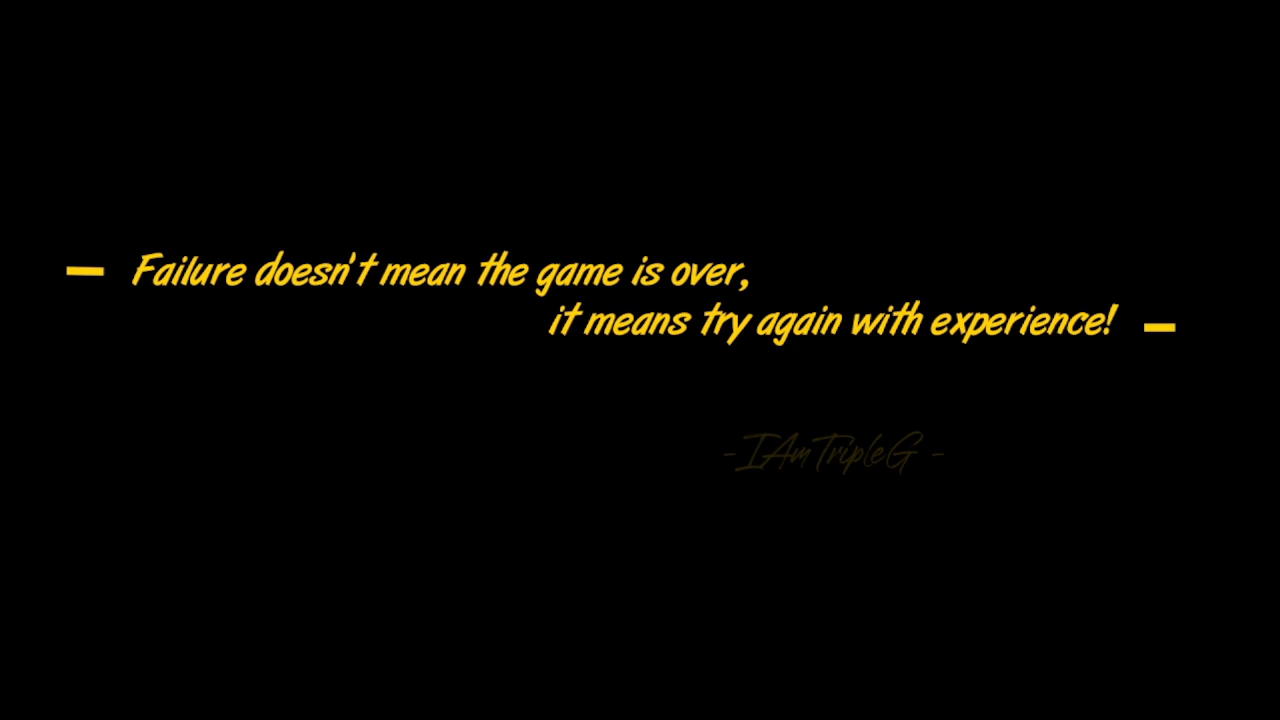 – Failure doesn't mean the game is over,
it means try again with experience! –
- IAmTripleG -